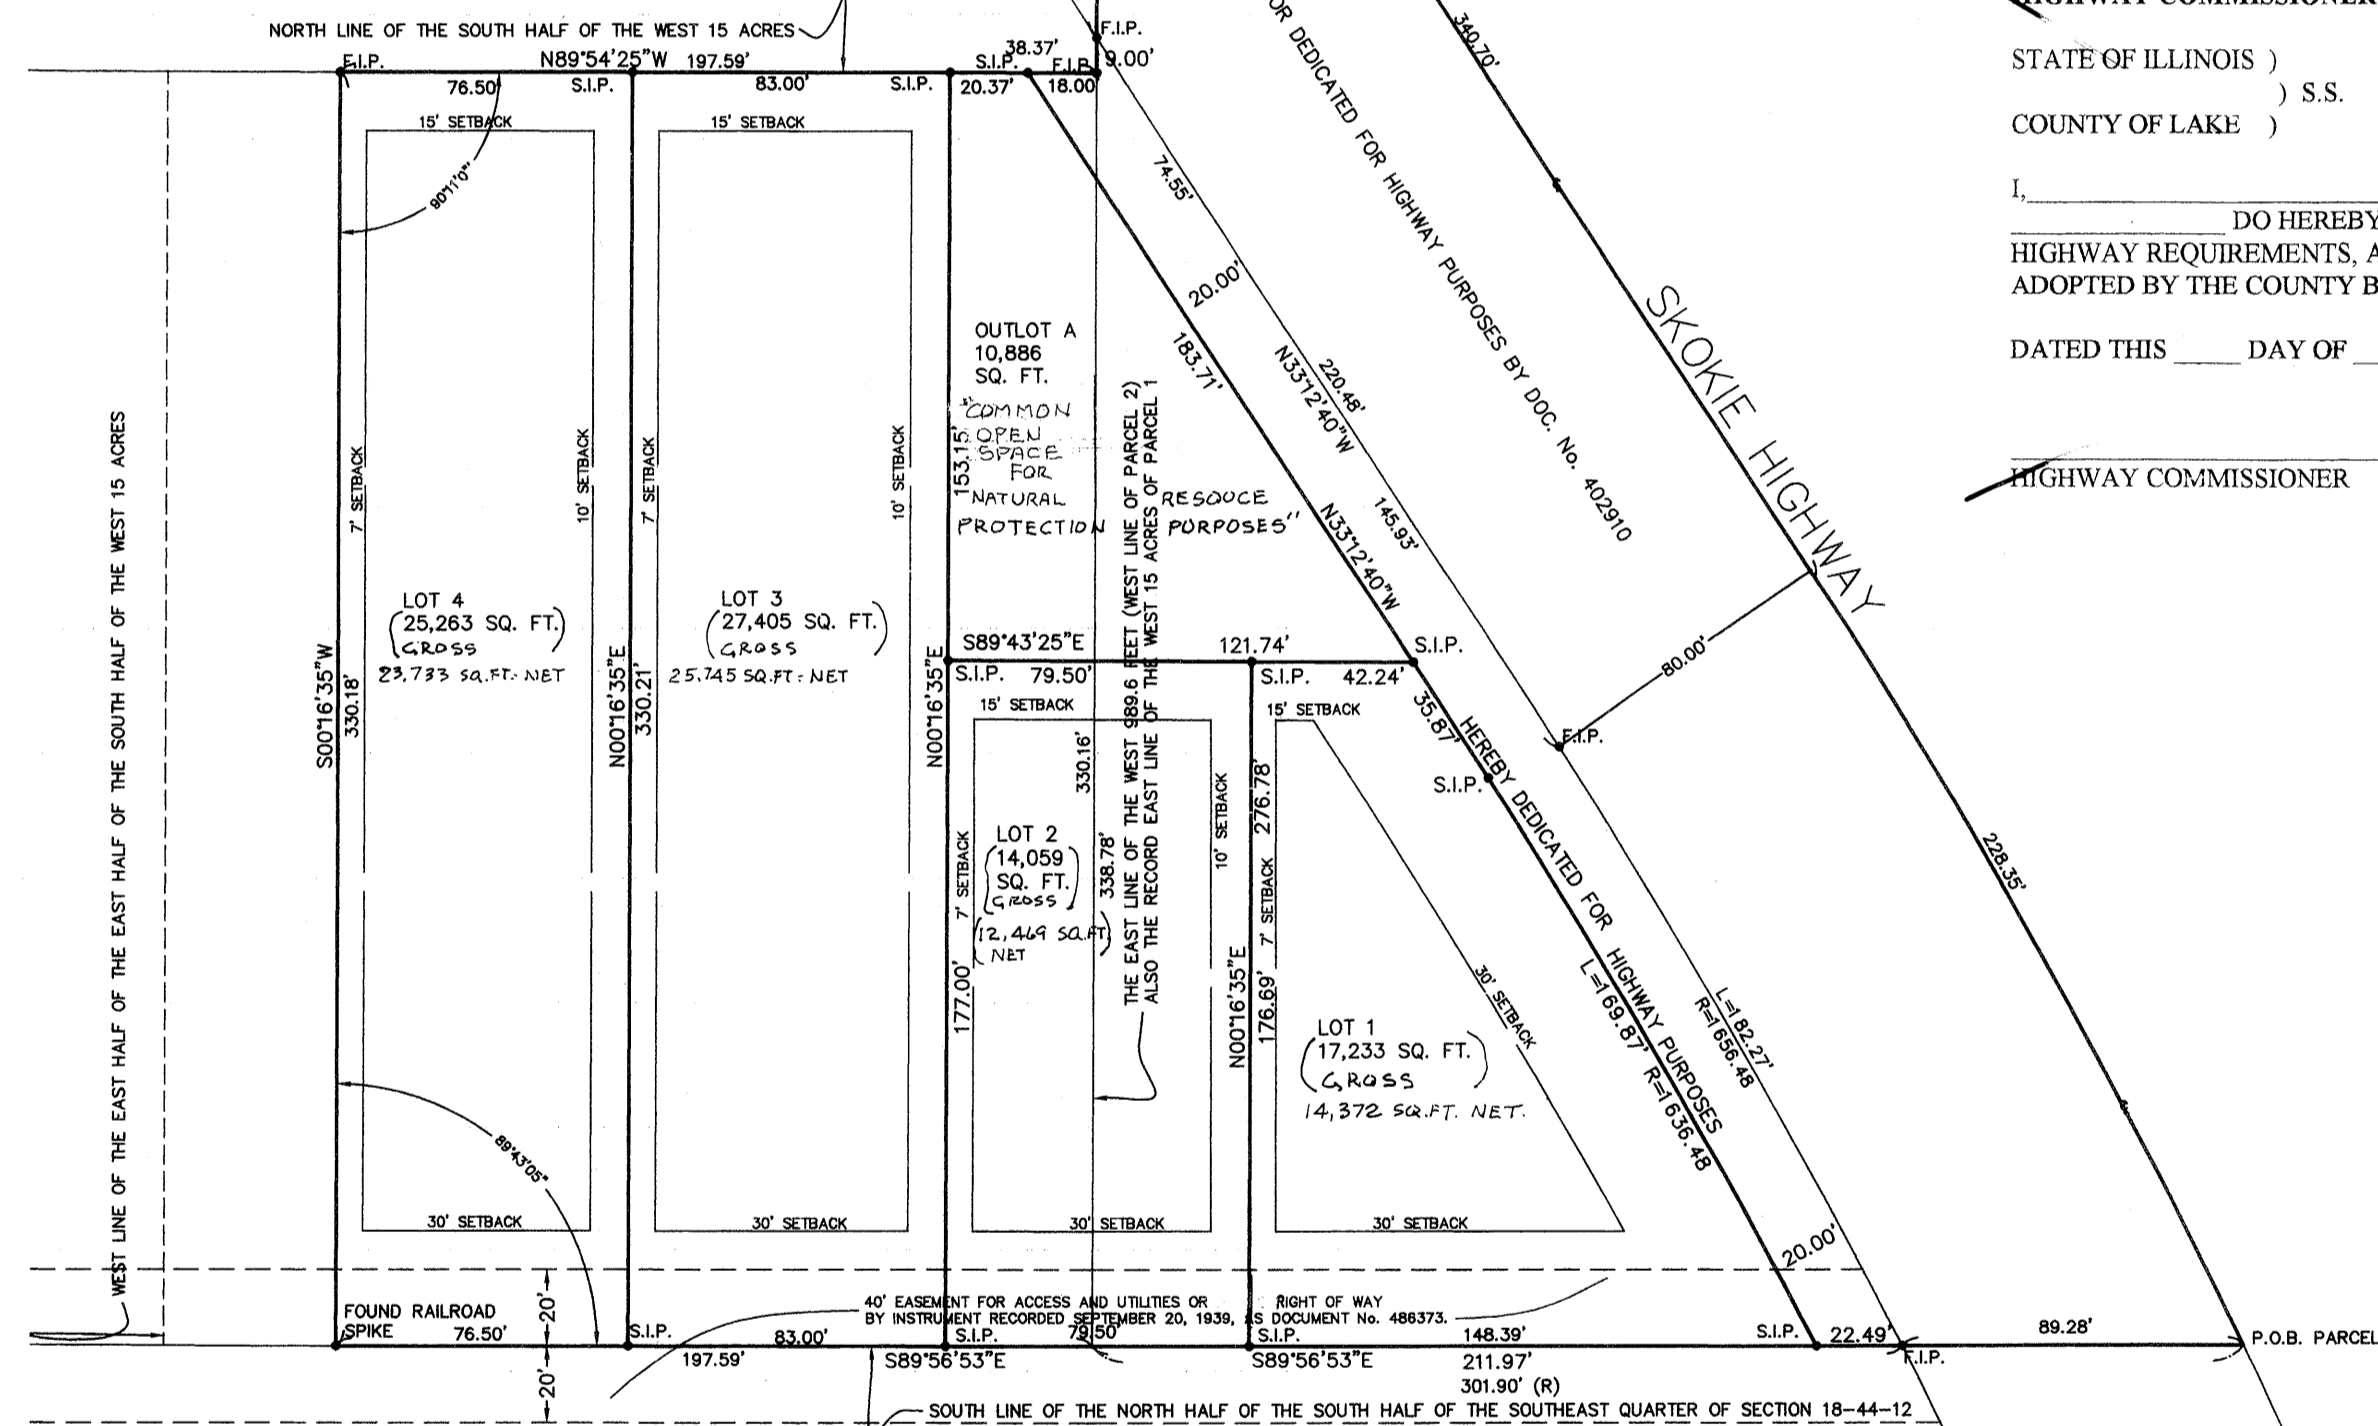 NORTH LINE OF THE SOUTH HALF OF THE WEST 15 ACRES
F.I.P.
N89°54'25"W 197.59'
S.I.P.
38.37'
F.I.P.
9.00'
F.I.P.
76.50'
S.I.P.
83.00'
S.I.P.
20.37'
18.00'
15' SETBACK
15' SETBACK
90°11'0"
340.70'
OR DEDICATED FOR HIGHWAY PURPOSES BY DOC. No. 402910
SKOKIE HIGHWAY
HIGHWAY COMMISSIONER
STATE OF ILLINOIS )
) S.S.
COUNTY OF LAKE )
I,
DO HEREBY
HIGHWAY REQUIREMENTS, A
ADOPTED BY THE COUNTY B
DATED THIS ____ DAY OF
HIGHWAY COMMISSIONER
74.55'
20.00'
183.71'
220.48'
N33°12'40"W
145.93'
N33°12'40"W
OUTLOT A
10,886
SQ. FT.
"COMMON
OPEN
SPACE
FOR
NATURAL RESOUCE
PROTECTION PURPOSES"
153.15'
WEST LINE OF THE EAST HALF OF THE EAST HALF OF THE SOUTH HALF OF THE WEST 15 ACRES
7' SETBACK
10' SETBACK
7' SETBACK
10' SETBACK
LOT 4
(25,263 SQ. FT.)
GROSS
23,733 SQ.FT. NET
LOT 3
(27,405 SQ. FT.)
GROSS
25,745 SQ.FT. NET
S00°16'35"W
330.18'
N00°16'35"E
330.21'
N00°16'35"E
S89°43'25"E
121.74'
S.I.P.
S.I.P.
79.50'
S.I.P.
42.24'
15' SETBACK
15' SETBACK
35.87'
S.I.P.
F.I.P.
80.00'
THE EAST LINE OF THE WEST 989.6 FEET (WEST LINE OF PARCEL 2)
ALSO THE RECORD EAST LINE OF THE WEST 15 ACRES OF PARCEL 1
330.16'
338.78'
7' SETBACK
10' SETBACK
LOT 2
(14,059
SQ. FT.
GROSS)
(12,469 SQ.FT)
NET
177.00'
276.78'
7' SETBACK
N00°16'35"E
176.69'
30' SETBACK
LOT 1
(17,233 SQ. FT.)
GROSS
14,372 SQ.FT. NET.
HEREBY DEDICATED FOR HIGHWAY PURPOSES
L=169.87' R=1636.48
L=182.27'
R=1656.48
228.35'
89°43'05"
30' SETBACK
30' SETBACK
30' SETBACK
30' SETBACK
20.00'
20'
20'
40' EASEMENT FOR ACCESS AND UTILITIES OR RIGHT OF WAY
BY INSTRUMENT RECORDED SEPTEMBER 20, 1939, AS DOCUMENT No. 486373.
FOUND RAILROAD
SPIKE
76.50'
S.I.P.
83.00'
S.I.P.
79.50'
S.I.P.
148.39'
S.I.P.
22.49'
F.I.P.
89.28'
P.O.B. PARCEL
197.59'
S89°56'53"E
S89°56'53"E
211.97'
301.90' (R)
SOUTH LINE OF THE NORTH HALF OF THE SOUTH HALF OF THE SOUTHEAST QUARTER OF SECTION 18-44-12